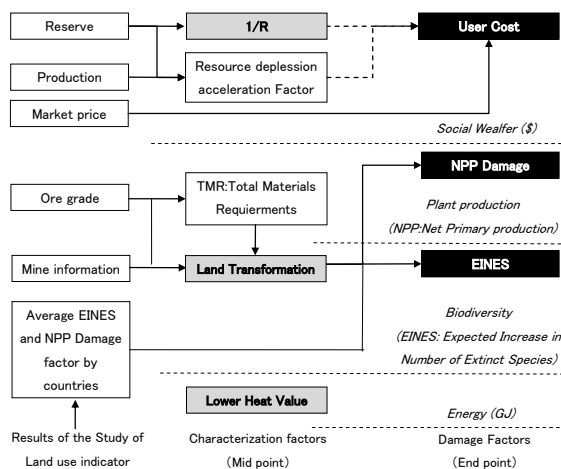 Reserve
1/R
User Cost
Production
Resource deplession
acceleration Factor
Market price
Social Wealfer ($)
NPP Damage
Ore grade
TMR:Total Materials
Requierments
Plant production
(NPP:Net Primary production)
Mine information
Land Transformation
EINES
Average EINES
and NPP Damage
factor by
countries
Biodiversity
(EINES: Expected Increase in
Number of Extinct Species)
Lower Heat Value
Energy (GJ)
Results of the Study of
Land use indicator
Characterization factors
(Mid point)
Damage Factors
(End point)